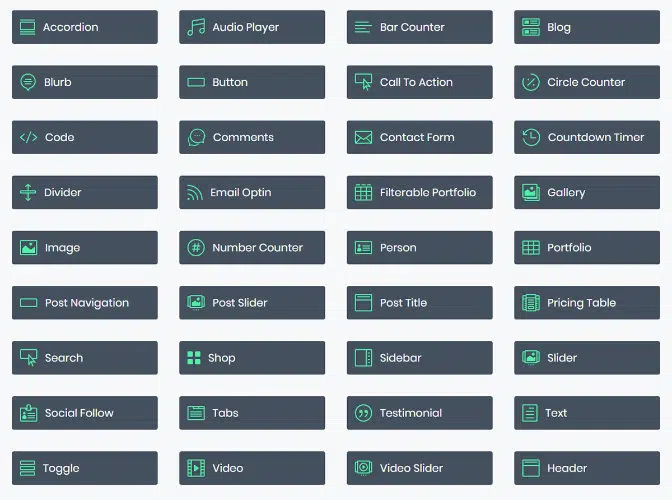 Accordion
Audio Player
Bar Counter
Blog
Blurb
Button
Call To Action
Circle Counter
Code
Comments
Contact Form
Countdown Timer
Divider
Email Optin
Filterable Portfolio
Gallery
Image
Number Counter
Person
Portfolio
Post Navigation
Post Slider
Post Title
Pricing Table
Search
Shop
Sidebar
Slider
Social Follow
Tabs
Testimonial
Text
Toggle
Video
Video Slider
Header